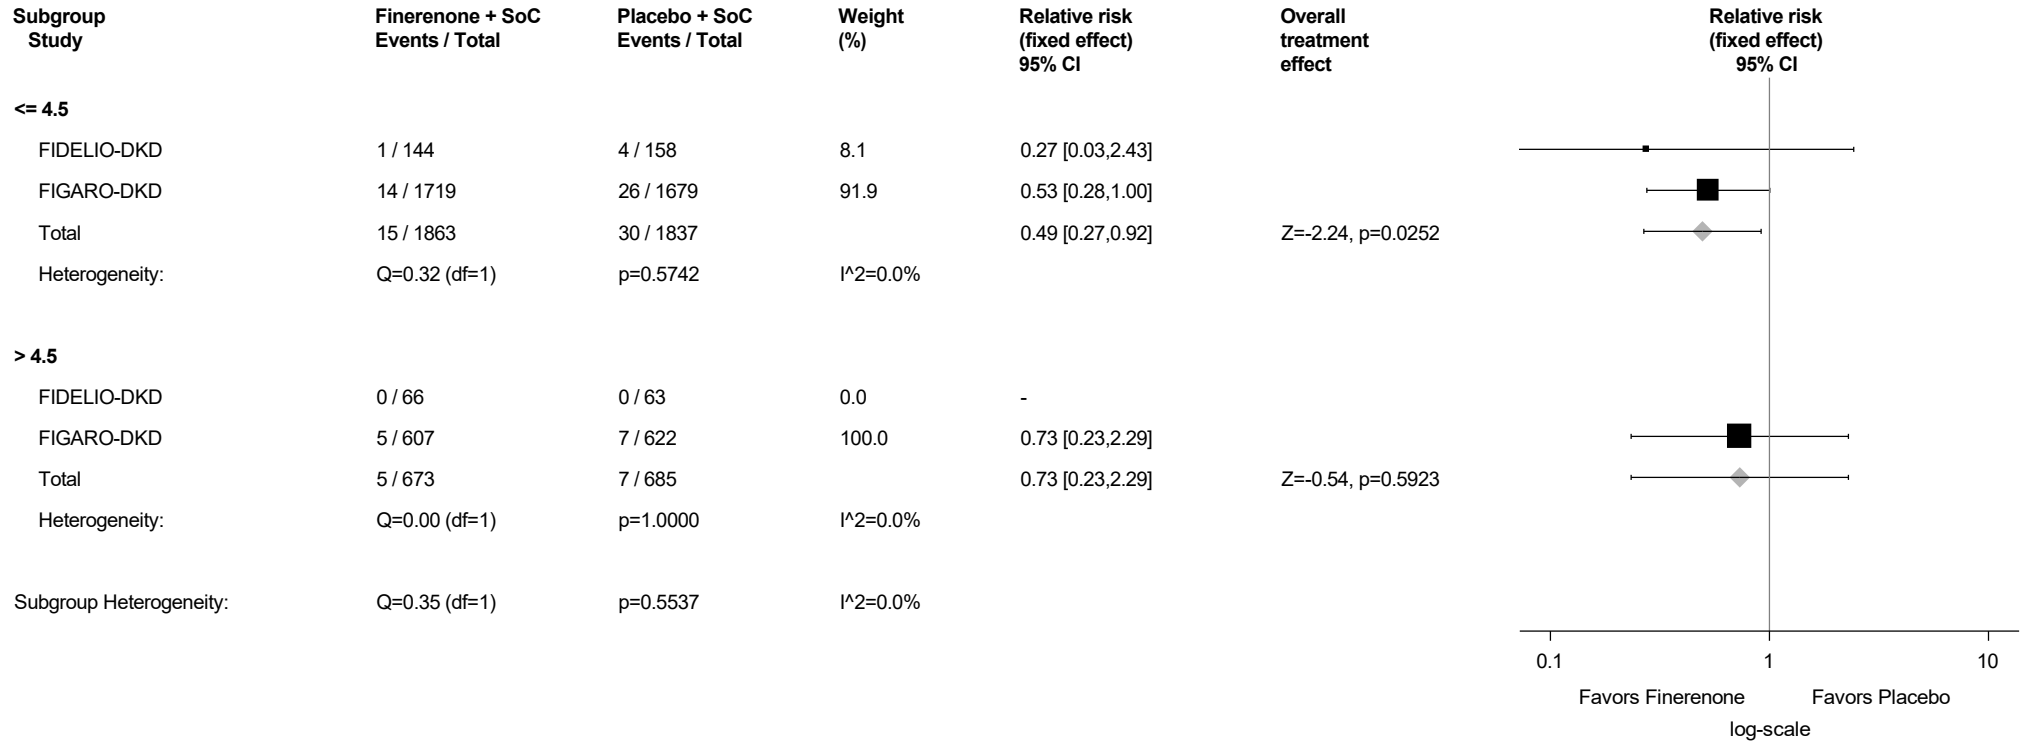 Subgroup Finerenone + SoC Placebo + SoC Weight Relative risk Overall Relative risk
Study Events / Total Events / Total (%) (fixed effect) treatment (fixed effect)
95% CI effect 95% CI
<= 4.5
FIDELIO-DKD 1 / 144 4 / 158 8.1 0.27 [0.03,2.43]
FIGARO-DKD 14 / 1719 26 / 1679 91.9 0.53 [0.28,1.00]
Total 15 / 1863 30 / 1837 0.49 [0.27,0.92] Z=-2.24, p=0.0252
Heterogeneity: Q=0.32 (df=1) p=0.5742 I^2=0.0%
> 4.5
FIDELIO-DKD 0 / 66 0 / 63 0.0 -
FIGARO-DKD 5 / 607 7 / 622 100.0 0.73 [0.23,2.29]
Total 5 / 673 7 / 685 0.73 [0.23,2.29] Z=-0.54, p=0.5923
Heterogeneity: Q=0.00 (df=1) p=1.0000 I^2=0.0%
Subgroup Heterogeneity: Q=0.35 (df=1) p=0.5537 I^2=0.0%
0.1 1 10
Favors Finerenone Favors Placebo
log-scale